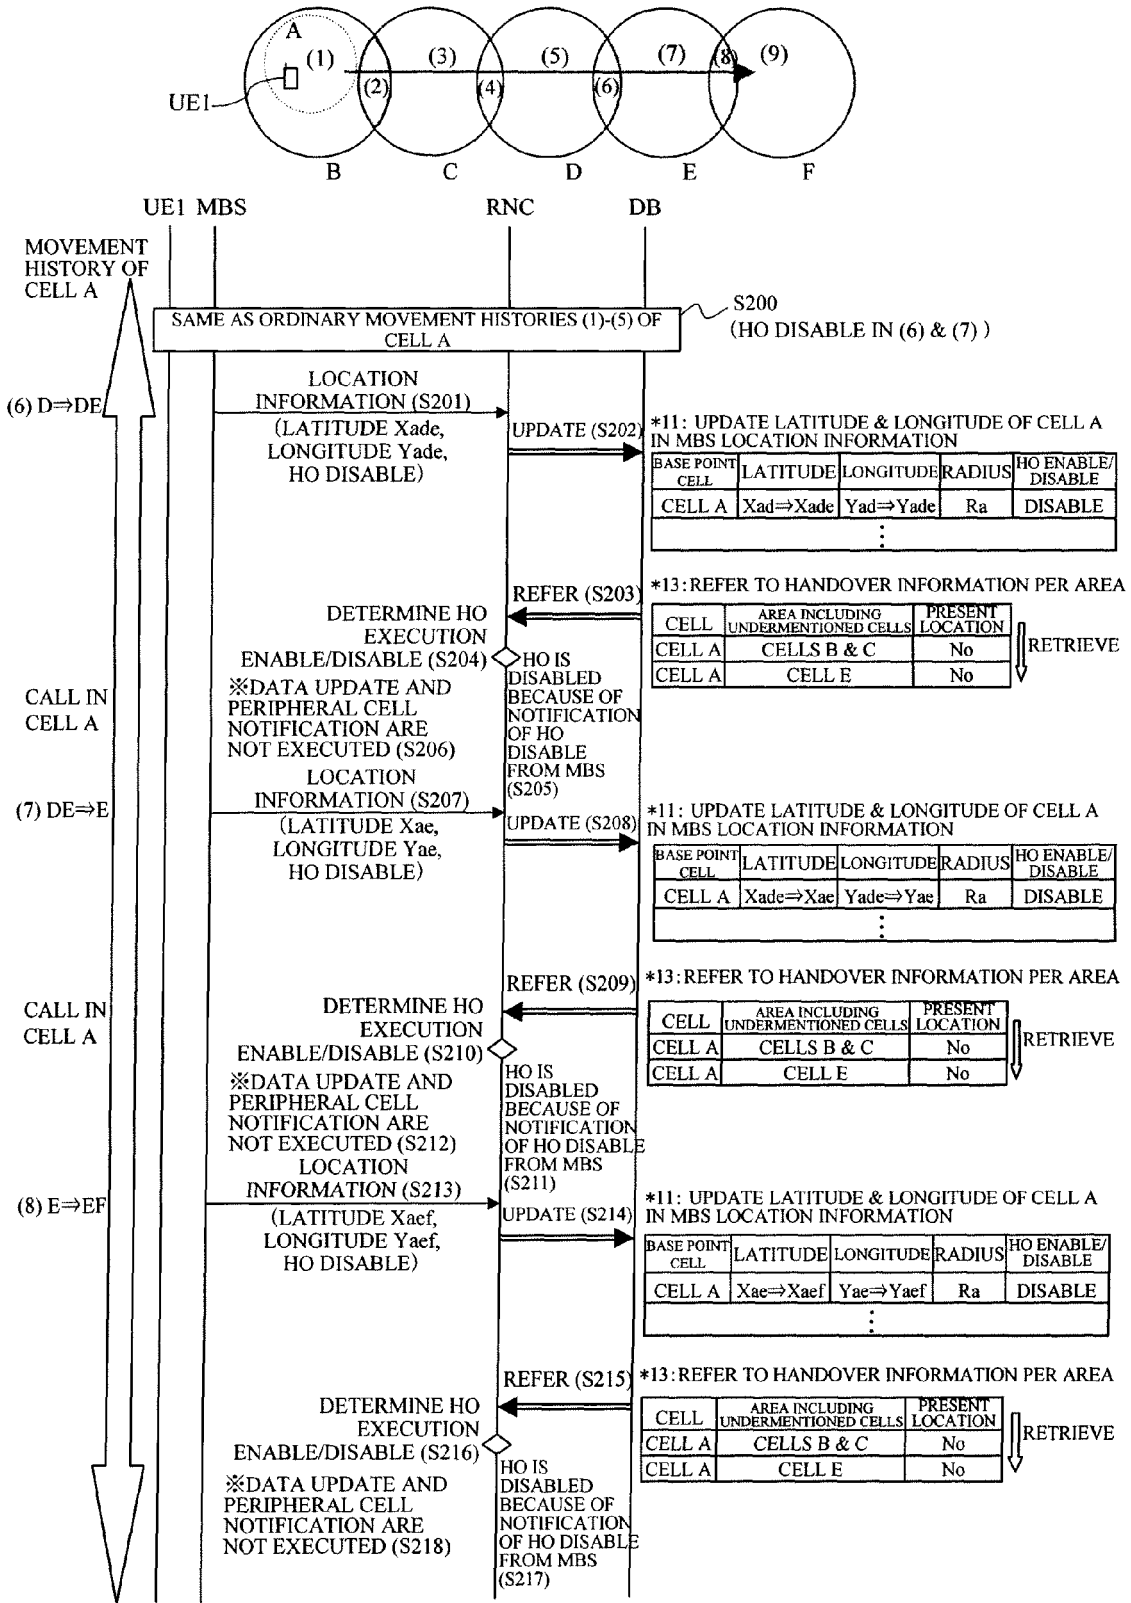 A
(1)
(2)
(3)
(4)
(5)
(6)
(7)
(8)
(9)
UE1
B
C
D
E
F
UE1 MBS RNC DB
MOVEMENT
HISTORY OF
CELL A
SAME AS ORDINARY MOVEMENT HISTORIES (1)-(5) OF
CELL A
S200
(HO DISABLE IN (6) & (7) )
(6) D⇒DE
LOCATION
INFORMATION (S201)
(LATITUDE Xade,
LONGITUDE Yade,
HO DISABLE)
UPDATE (S202)
*11: UPDATE LATITUDE & LONGITUDE OF CELL A
IN MBS LOCATION INFORMATION
BASE POINT CELL LATITUDE LONGITUDE RADIUS HO ENABLE/ DISABLE
CELL A Xad⇒Xade Yad⇒Yade Ra DISABLE
⋮
REFER (S203)
*13:REFER TO HANDOVER INFORMATION PER AREA
CELL AREA INCLUDING UNDERMENTIONED CELLS PRESENT LOCATION
CELL A CELLS B & C No
CELL A CELL E No
RETRIEVE
DETERMINE HO
EXECUTION
ENABLE/DISABLE (S204)
HO IS
DISABLED
BECAUSE OF
NOTIFICATION
OF HO
DISABLE
FROM MBS
(S205)
※DATA UPDATE AND
PERIPHERAL CELL
NOTIFICATION ARE
NOT EXECUTED (S206)
CALL IN
CELL A
(7) DE⇒E
LOCATION
INFORMATION (S207)
(LATITUDE Xae,
LONGITUDE Yae,
HO DISABLE)
UPDATE (S208)
*11: UPDATE LATITUDE & LONGITUDE OF CELL A
IN MBS LOCATION INFORMATION
BASE POINT CELL LATITUDE LONGITUDE RADIUS HO ENABLE/ DISABLE
CELL A Xade⇒Xae Yade⇒Yae Ra DISABLE
⋮
REFER (S209)
*13:REFER TO HANDOVER INFORMATION PER AREA
CELL AREA INCLUDING UNDERMENTIONED CELLS PRESENT LOCATION
CELL A CELLS B & C No
CELL A CELL E No
RETRIEVE
CALL IN
CELL A
DETERMINE HO
EXECUTION
ENABLE/DISABLE (S210)
HO IS
DISABLED
BECAUSE OF
NOTIFICATION
OF HO DISABLE
FROM MBS
(S211)
※DATA UPDATE AND
PERIPHERAL CELL
NOTIFICATION ARE
NOT EXECUTED (S212)
(8) E⇒EF
LOCATION
INFORMATION (S213)
(LATITUDE Xaef,
LONGITUDE Yaef,
HO DISABLE)
UPDATE (S214)
*11: UPDATE LATITUDE & LONGITUDE OF CELL A
IN MBS LOCATION INFORMATION
BASE POINT CELL LATITUDE LONGITUDE RADIUS HO ENABLE/ DISABLE
CELL A Xae⇒Xaef Yae⇒Yaef Ra DISABLE
⋮
REFER (S215)
*13:REFER TO HANDOVER INFORMATION PER AREA
CELL AREA INCLUDING UNDERMENTIONED CELLS PRESENT LOCATION
CELL A CELLS B & C No
CELL A CELL E No
RETRIEVE
DETERMINE HO
EXECUTION
ENABLE/DISABLE (S216)
HO IS
DISABLED
BECAUSE OF
NOTIFICATION
OF HO DISABLE
FROM MBS
(S217)
※DATA UPDATE AND
PERIPHERAL CELL
NOTIFICATION ARE
NOT EXECUTED (S218)